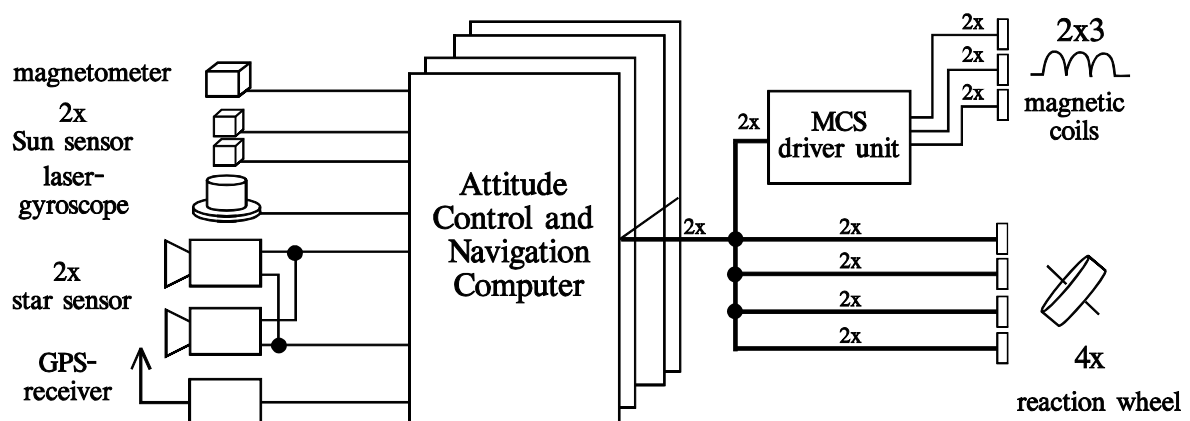 magnetometer
2x
Sun sensor
laser-
gyroscope
2x
star sensor
GPS-
receiver
Attitude
Control and
Navigation
Computer
2x
2x
MCS
driver unit
2x
2x
2x
2x3
magnetic
coils
2x
2x
2x
2x
4x
reaction wheel